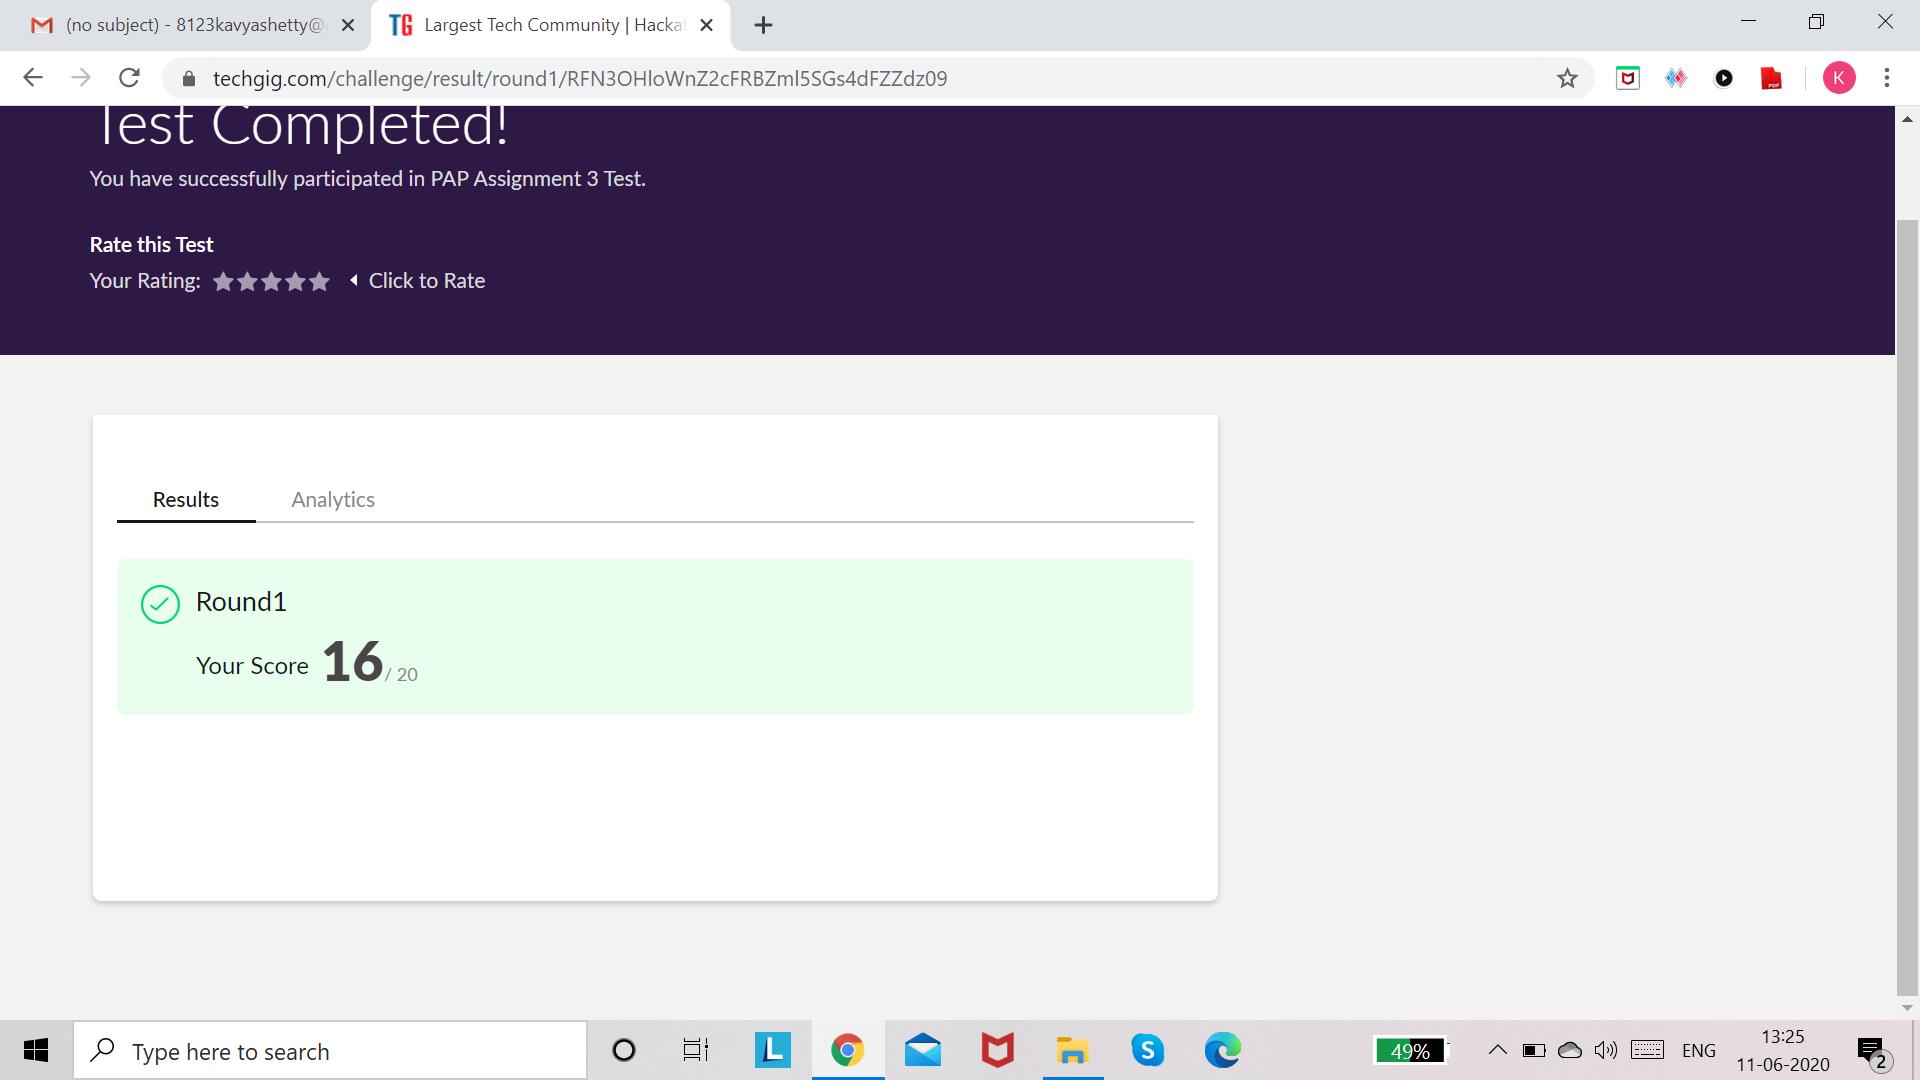 (no subject) - 8123kavyashetty@
TG Largest Tech Community | Hacka
techgig.com/challenge/result/round1/RFN3OHloWnZ2cFRBZml5SGs4dFZZdz09
K
PDF
Test Completed!
You have successfully participated in PAP Assignment 3 Test.
Rate this Test
Your Rating: Click to Rate
Results Analytics
Round1
Your Score 16 / 20
Type here to search
L
S
49%
ENG
13:25
11-06-2020
2